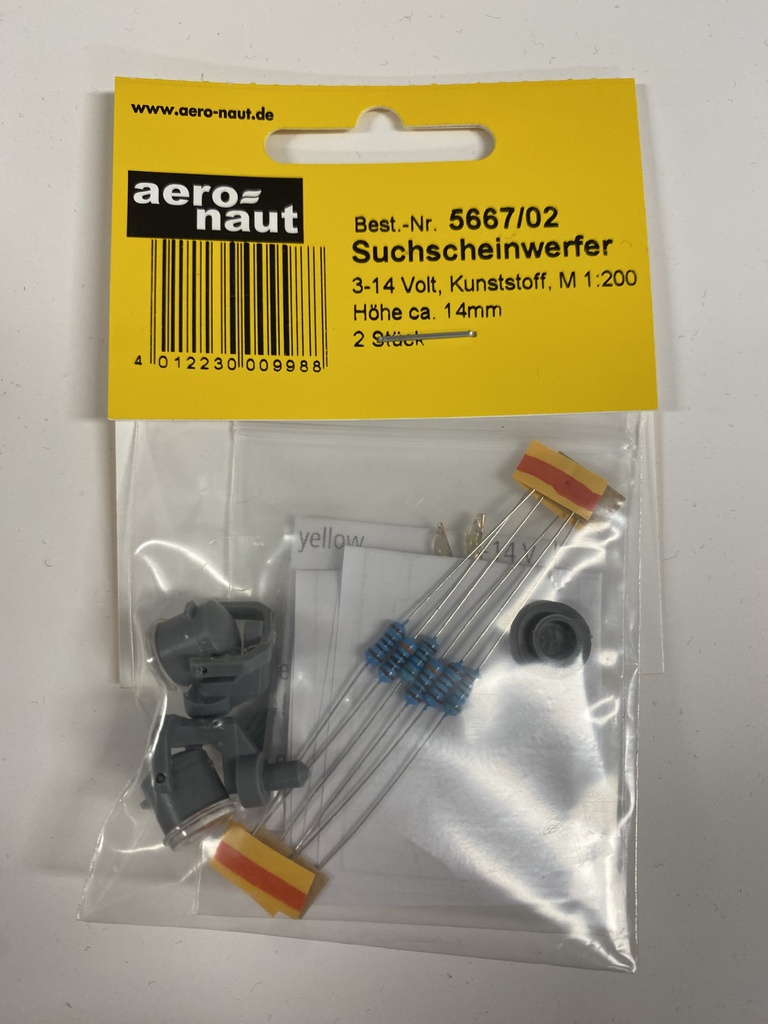 www.aero-naut.de
aero=
naut
Best.-Nr. 5667/02
Suchscheinwerfer
3-14 Volt, Kunststoff, M 1:200
Höhe ca. 14mm
2 Stück
4 012230 009988
yellow
-14 V